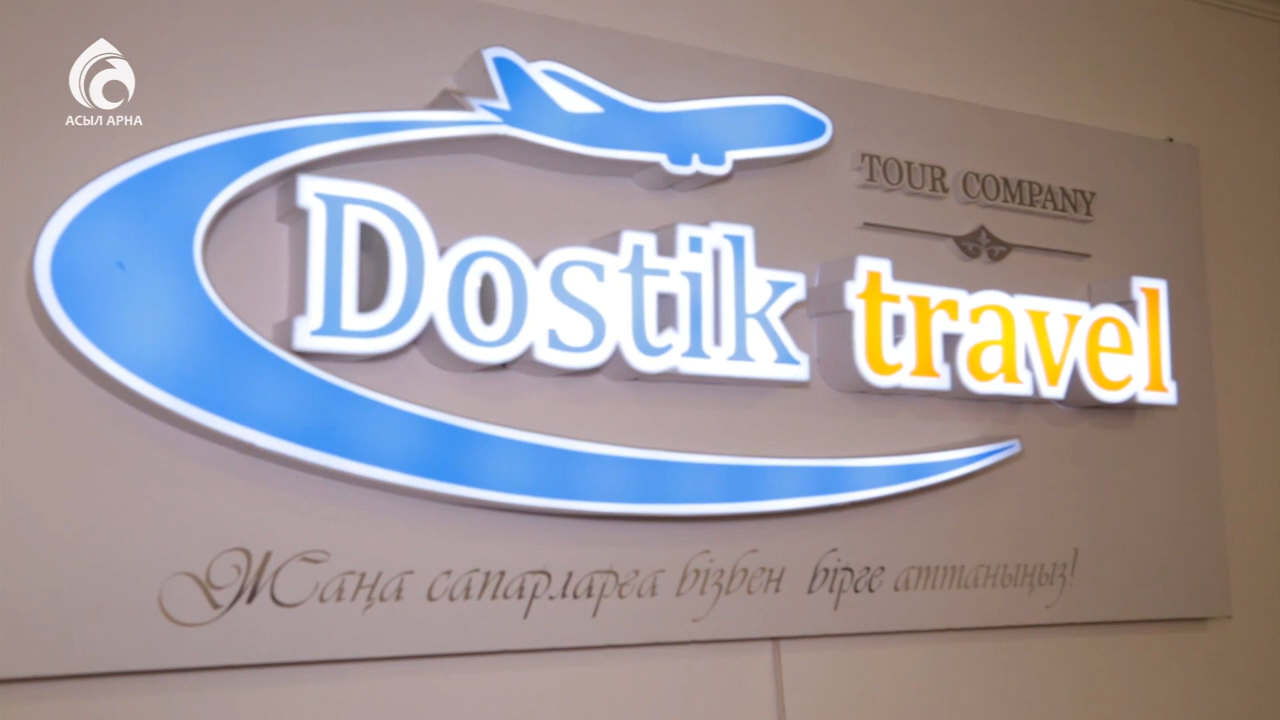 АСЫЛ АРНА
TOUR COMPANY
Dostik travel
Жаңа сапарларға бізбен бірге аттаныңыз!